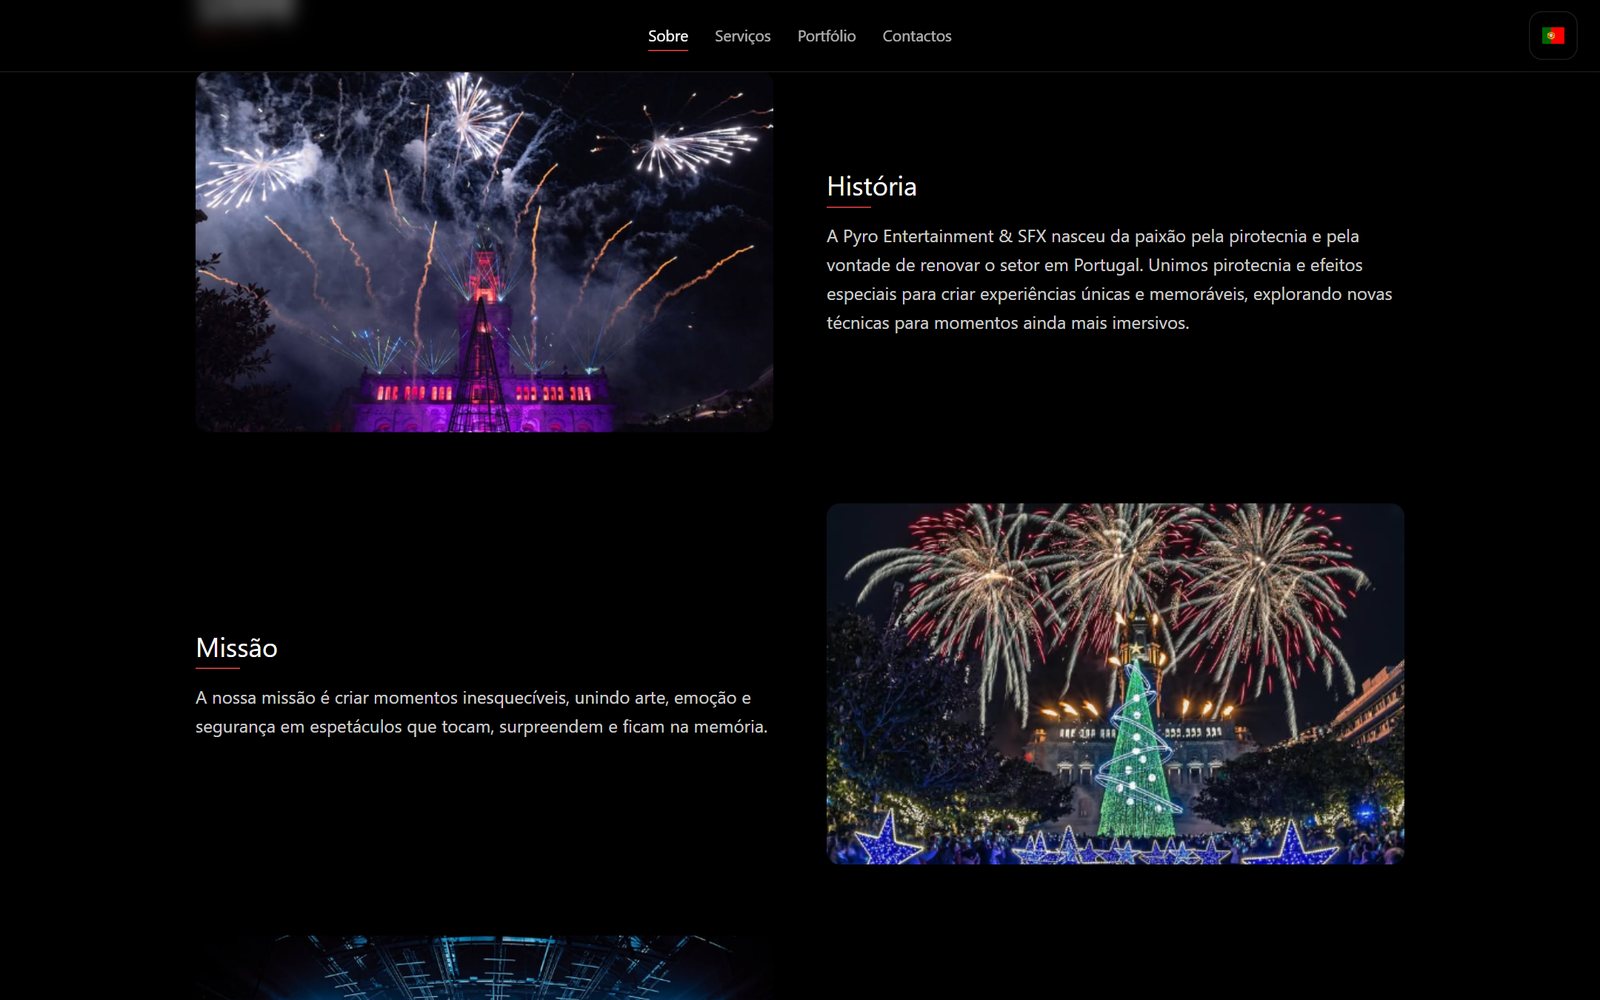 Sobre
Serviços
Portfólio
Contactos
História
A Pyro Entertainment & SFX nasceu da paixão pela pirotecnia e pela
vontade de renovar o setor em Portugal. Unimos pirotecnia e efeitos
especiais para criar experiências únicas e memoráveis, explorando novas
técnicas para momentos ainda mais imersivos.
Missão
A nossa missão é criar momentos inesquecíveis, unindo arte, emoção e
segurança em espetáculos que tocam, surpreendem e ficam na memória.